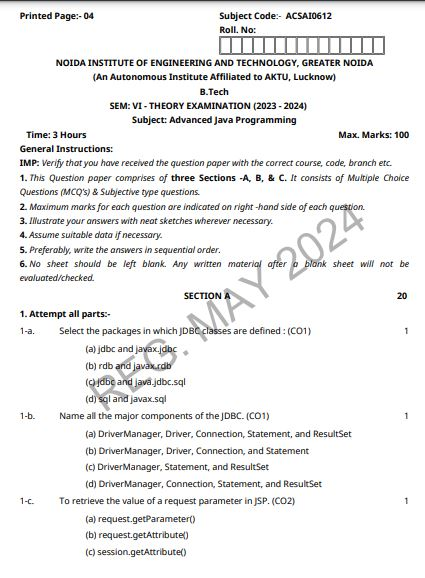 Printed Page:- 04 Subject Code:- ACSAI0612
Roll. No:
NOIDA INSTITUTE OF ENGINEERING AND TECHNOLOGY, GREATER NOIDA
(An Autonomous Institute Affiliated to AKTU, Lucknow)
B.Tech
SEM: VI - THEORY EXAMINATION (2023 - 2024)
Subject: Advanced Java Programming
Time: 3 Hours Max. Marks: 100
General Instructions:
IMP: Verify that you have received the question paper with the correct course, code, branch etc.
1. This Question paper comprises of three Sections -A, B, & C. It consists of Multiple Choice
Questions (MCQ's) & Subjective type questions.
2. Maximum marks for each question are indicated on right -hand side of each question.
3. Illustrate your answers with neat sketches wherever necessary.
4. Assume suitable data if necessary.
5. Preferably, write the answers in sequential order.
6. No sheet should be left blank. Any written material after a blank sheet will not be
evaluated/checked.
SECTION A 20
1. Attempt all parts:-
1-a. Select the packages in which JDBC classes are defined : (CO1) 1
(a) jdbc and javax.jdbc
(b) rdb and javax.rdb
(c) jdbc and java.jdbc.sql
(d) sql and javax.sql
1-b. Name all the major components of the JDBC. (CO1) 1
(a) DriverManager, Driver, Connection, Statement, and ResultSet
(b) DriverManager, Driver, Connection, and Statement
(c) DriverManager, Statement, and ResultSet
(d) DriverManager, Connection, Statement, and ResultSet
1-c. To retrieve the value of a request parameter in JSP. (CO2) 1
(a) request.getParameter()
(b) request.getAttribute()
(c) session.getAttribute()
REG. MAY 2024